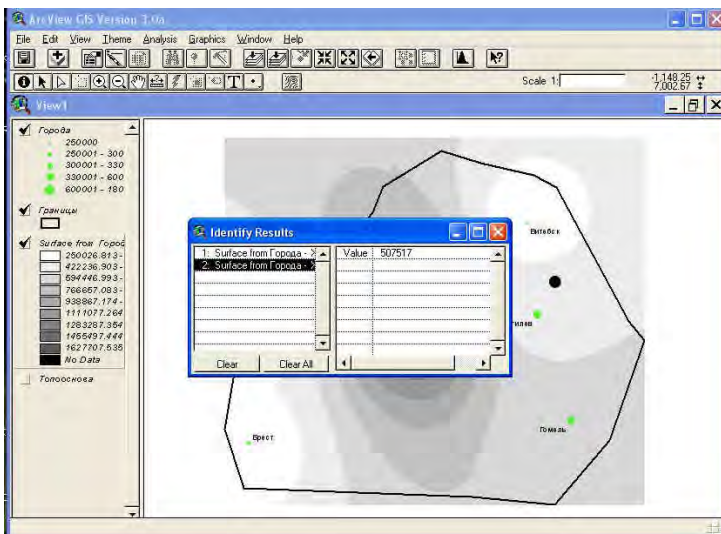 ArcView GIS Version 3.0a
File Edit View Theme Analysis Graphics Window Help
Scale 1:
-1,148.25
7,002.67
View1
Города
250000
250001 - 300
300001 - 330
330001 - 600
600001 - 180
Границы
Surface from Город
250026.813-
422236.903-
594446.993-
766657.083-
938867.174-
1111077.264
1283287.354
1455497.444
1627707.535
No Data
Топооснова
Витебск
Identify Results
1: Surface from Города - X
2: Surface from Города - X
Value 507517
Clear
Clear All
гилев
Гомель
Брест